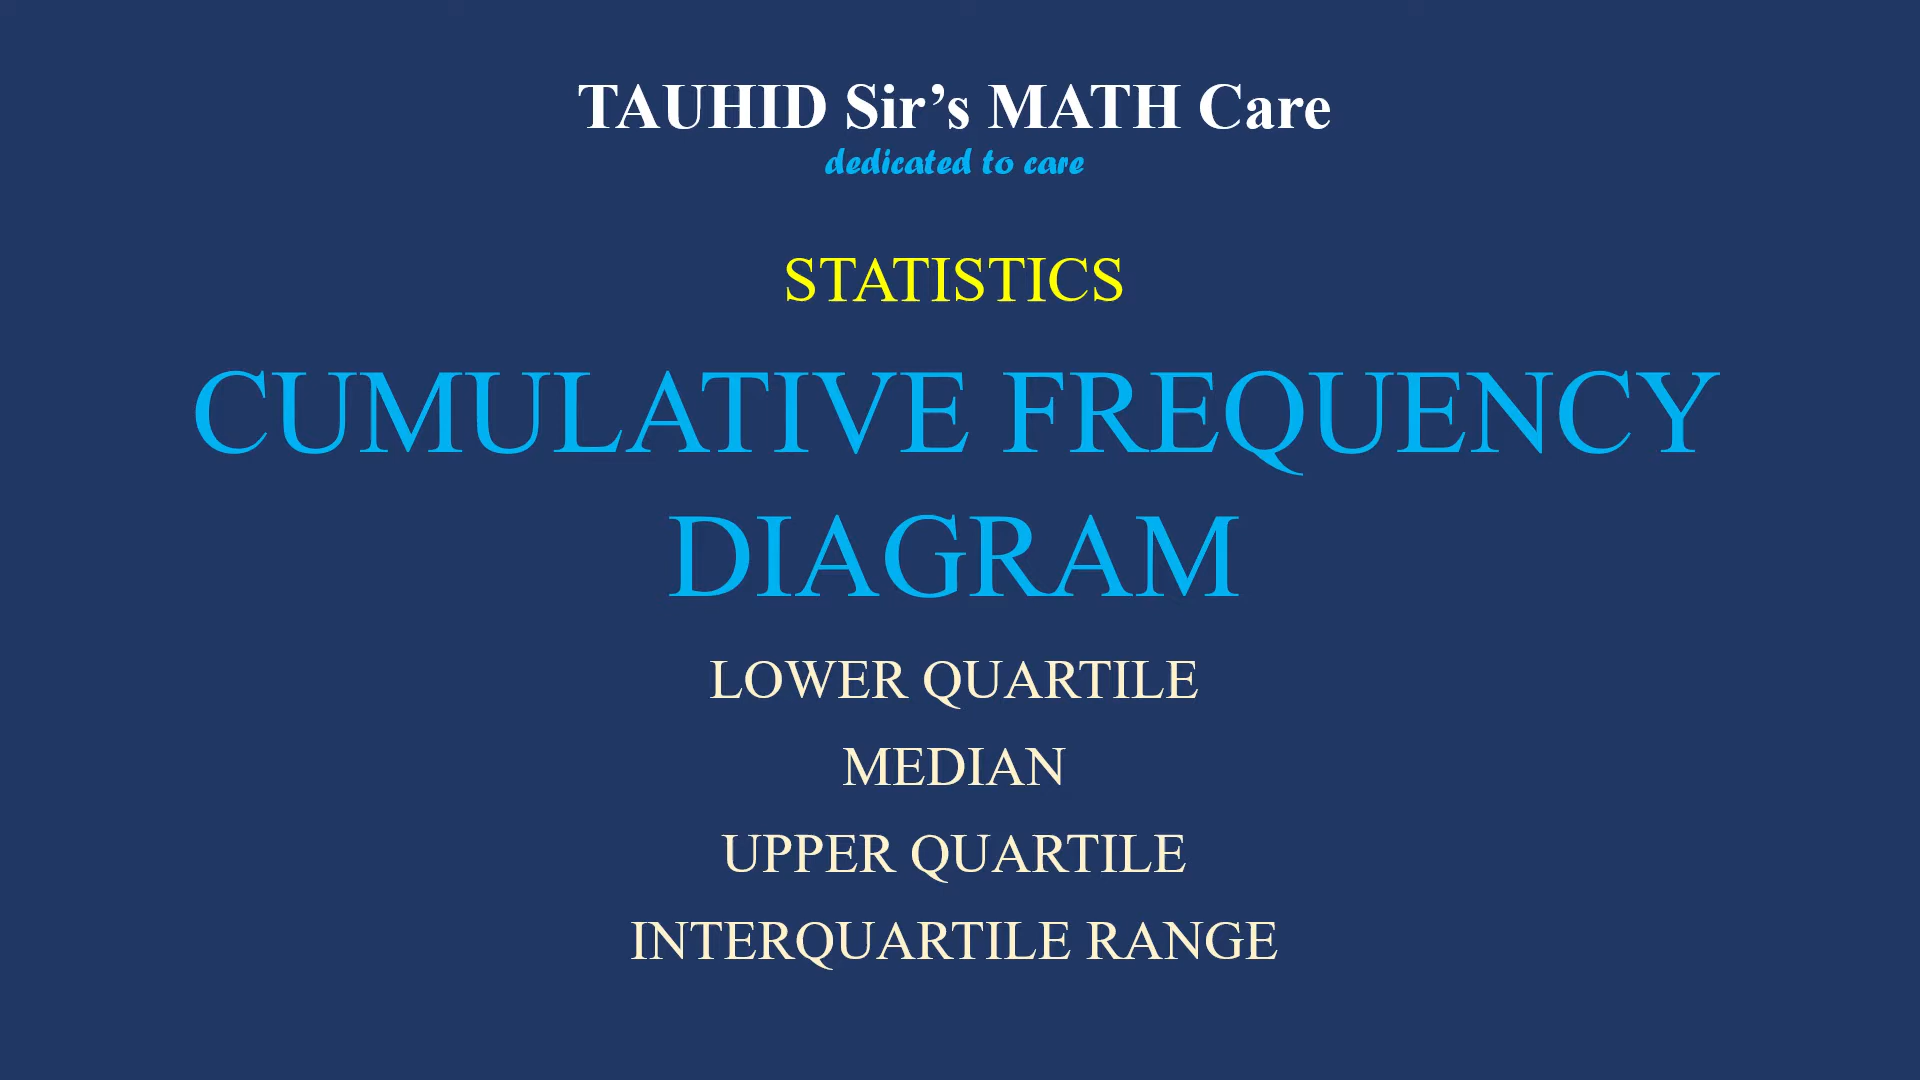 TAUHID Sir’s MATH Care
dedicated to care
STATISTICS
CUMULATIVE FREQUENCY
DIAGRAM
LOWER QUARTILE
MEDIAN
UPPER QUARTILE
INTERQUARTILE RANGE